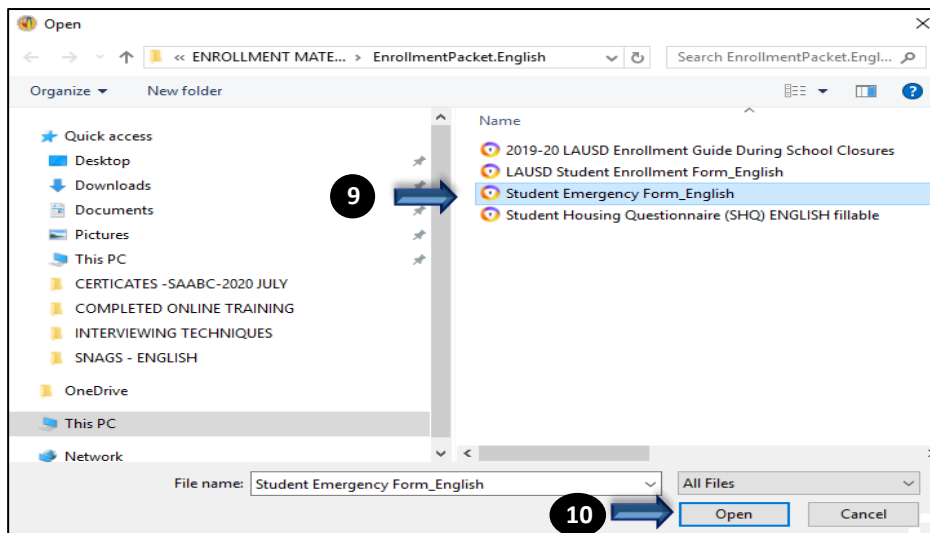 Open
« ENROLLMENT MATE... > EnrollmentPacket.English
Search EnrollmentPacket.Engl...
Organize
New folder
Quick access
Desktop
Downloads
Documents
Pictures
This PC
CERTICATES -SAABC-2020 JULY
COMPLETED ONLINE TRAINING
INTERVIEWING TECHNIQUES
SNAGS - ENGLISH
OneDrive
This PC
Network
9
Name
2019-20 LAUSD Enrollment Guide During School Closures
LAUSD Student Enrollment Form_English
Student Emergency Form_English
Student Housing Questionnaire (SHQ) ENGLISH fillable
File name: Student Emergency Form_English
All Files
10
Open
Cancel